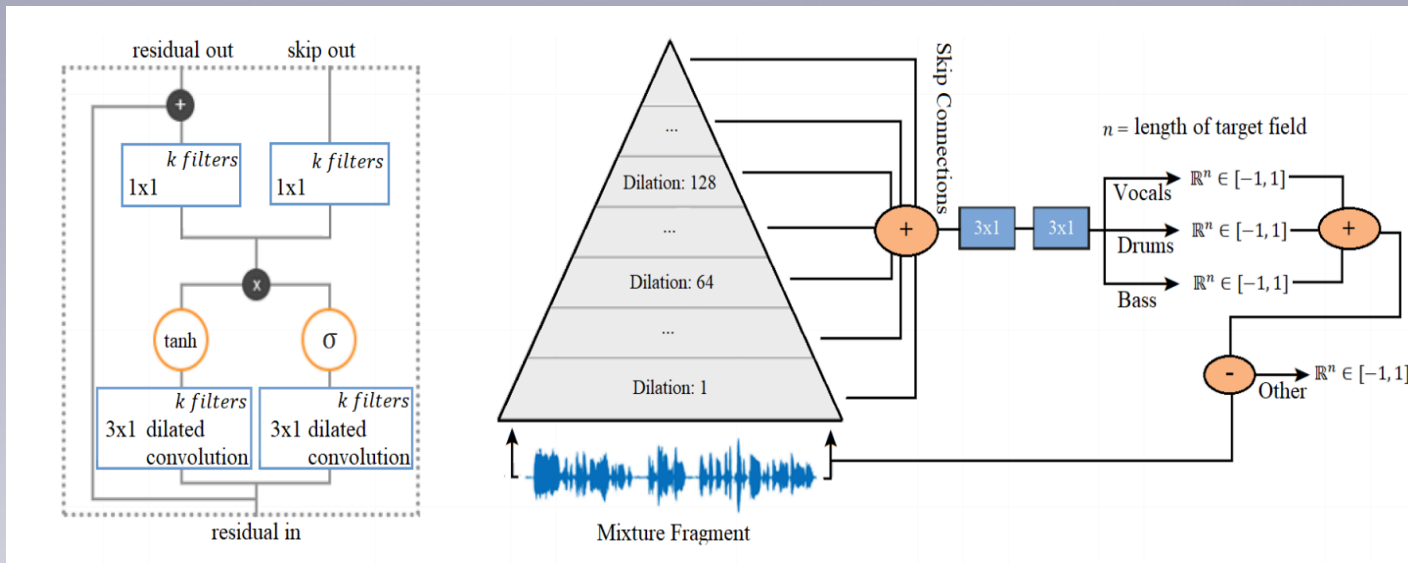 residual out
skip out
+
k filters
1x1
k filters
1x1
x
tanh
σ
k filters
3x1 dilated
convolution
k filters
3x1 dilated
convolution
residual in
...
Dilation: 128
...
Dilation: 64
...
Dilation: 1
Mixture Fragment
Skip Connections
+
3x1
3x1
n = length of target field
Vocals
ℝⁿ ∈ [−1, 1]
Drums
ℝⁿ ∈ [−1, 1]
Bass
ℝⁿ ∈ [−1, 1]
+
-
Other
ℝⁿ ∈ [−1, 1]